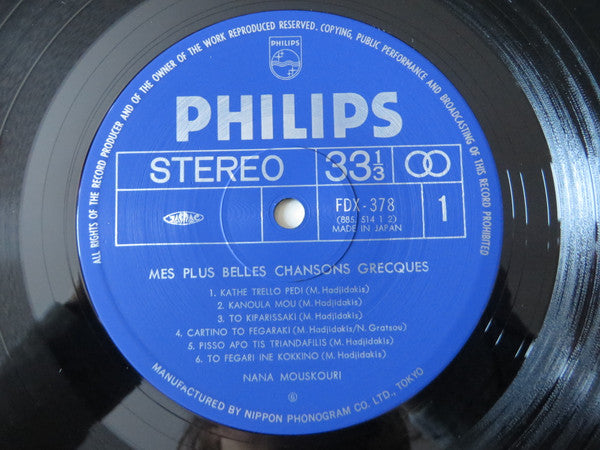 ALL RIGHTS OF THE RECORD PRODUCER AND OF THE OWNER OF THE WORK REPRODUCED RESERVED. COPYING, PUBLIC PERFORMANCE AND BROADCASTING OF THIS RECORD PROHIBITED
PHILIPS
PHILIPS
STEREO 33 1/3
FDX-378
(885. 514 1 2)
MADE IN JAPAN
1
MES PLUS BELLES CHANSONS GRECQUES
1. KATHE TRELLO PEDI (M. Hadjidakis)
2. KANOULA MOU (M. Hadjidakis)
3. TO KIFARISSAKI (M. Hadjidakis)
4. CARTINO TO FEGARAKI (M. Hadjidakis/N. Gratsou)
5. PISSO APO TIS TRIANDAFILIS (M. Hadjidakis)
6. TO FEGARI INE KOKKINO (M. Hadjidakis)
NANA MOUSKOURI
MANUFACTURED BY NIPPON PHONOGRAM CO. LTD., TOKYO